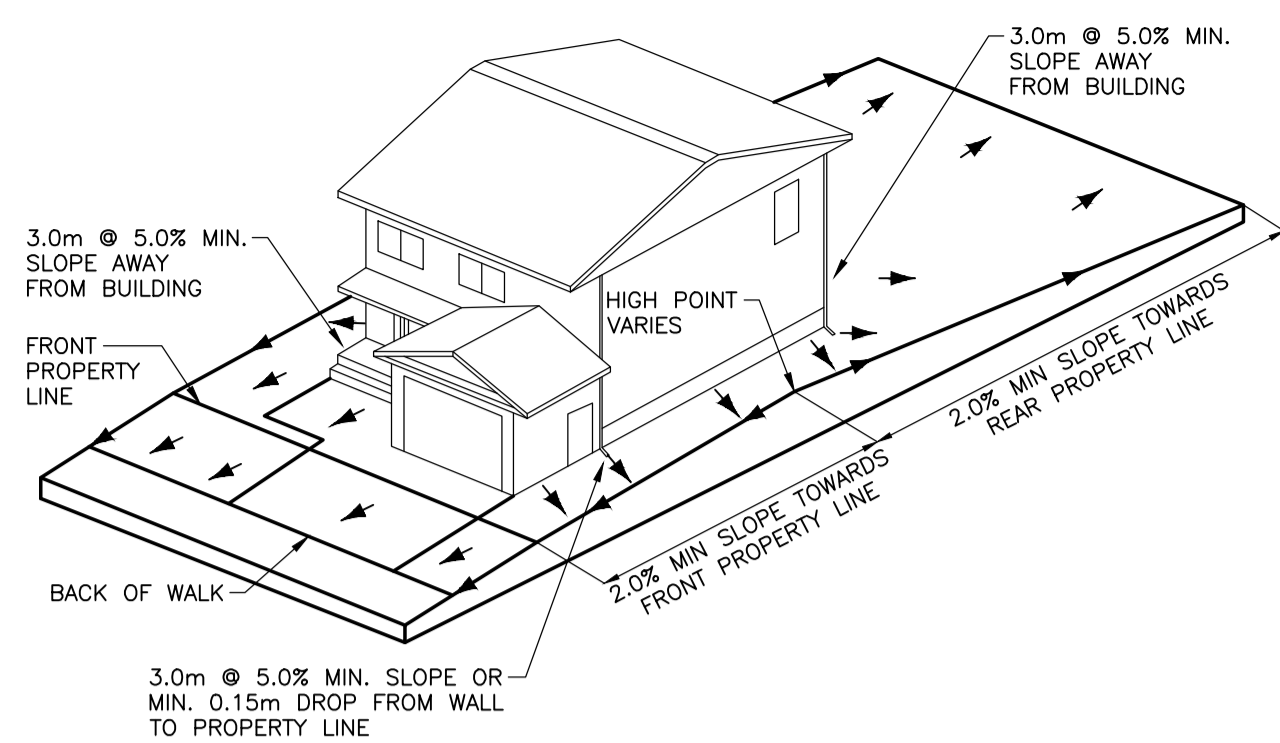 3.0m @ 5.0% MIN.
SLOPE AWAY
FROM BUILDING
3.0m @ 5.0% MIN.
SLOPE AWAY
FROM BUILDING
HIGH POINT
VARIES
FRONT
PROPERTY
LINE
2.0% MIN SLOPE TOWARDS
REAR PROPERTY LINE
2.0% MIN SLOPE TOWARDS
FRONT PROPERTY LINE
BACK OF WALK
3.0m @ 5.0% MIN. SLOPE OR
MIN. 0.15m DROP FROM WALL
TO PROPERTY LINE